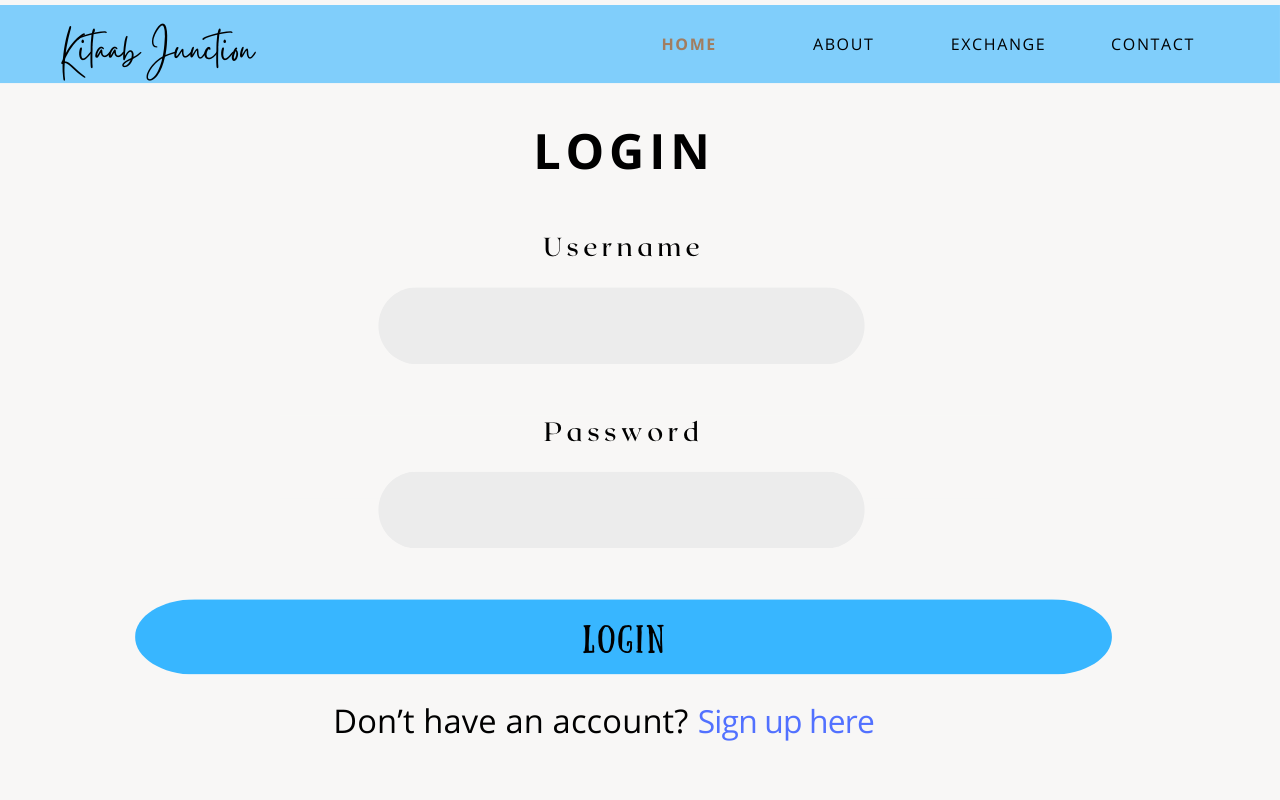 Kitaab Junction HOME ABOUT EXCHANGE CONTACT
LOGIN
Username
Password
LOGIN
Don’t have an account? Sign up here